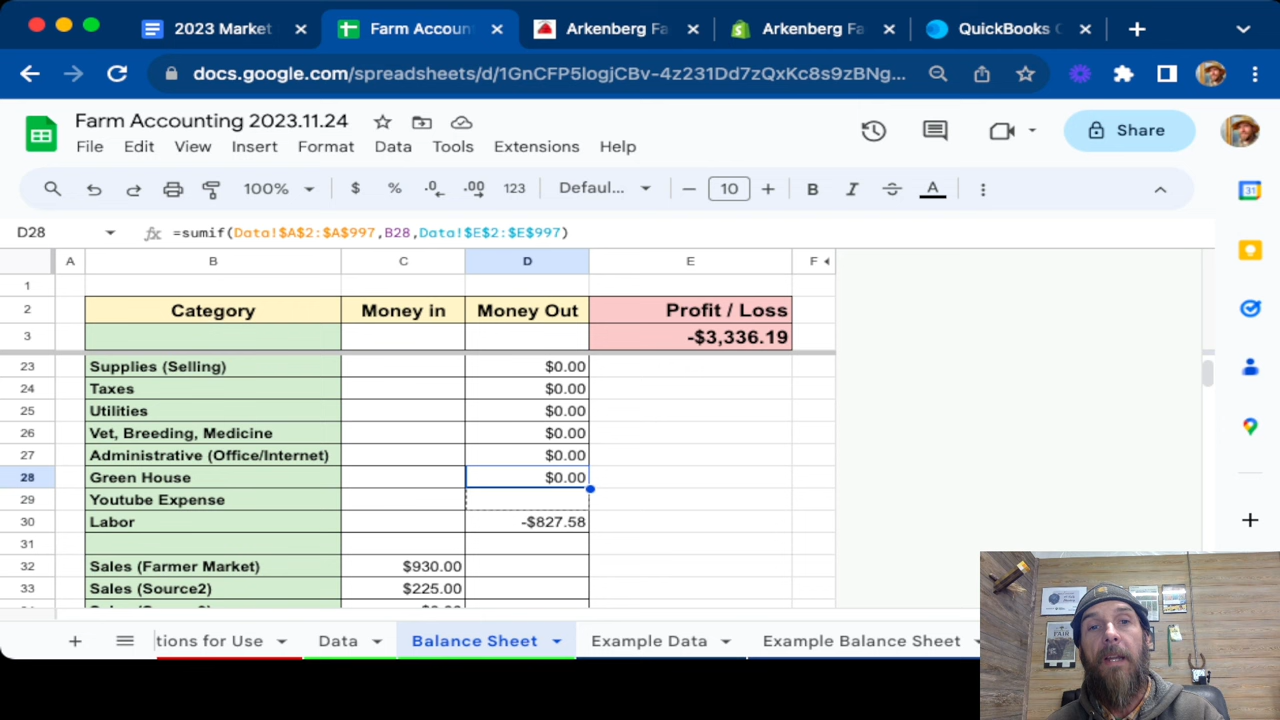 2023 Market
Farm Accoun
Arkenberg Fa
Arkenberg Fa
QuickBooks
docs.google.com/spreadsheets/d/1GnCFP5IogjCBv-4z231Dd7zQxKc8s9zBNg...
Farm Accounting 2023.11.24
File Edit View Insert Format Data Tools Extensions Help
Share
100% $ % .0 .00 123 Defaul... 10 B I A
D28 fx =sumif(Data!$A$2:$A$997,B28,Data!$E$2:$E$997)
A B C D E F
1
2 Category Money in Money Out Profit / Loss
3 -$3,336.19
23 Supplies (Selling) $0.00
24 Taxes $0.00
25 Utilities $0.00
26 Vet, Breeding, Medicine $0.00
27 Administrative (Office/Internet) $0.00
28 Green House $0.00
29 Youtube Expense
30 Labor -$827.58
31
32 Sales (Farmer Market) $930.00
33 Sales (Source2) $225.00
tions for Use Data Balance Sheet Example Data Example Balance Sheet